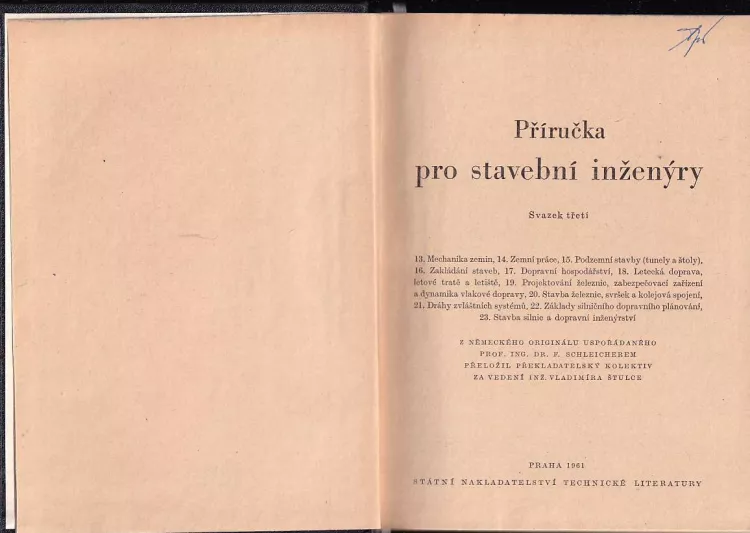 Příručka
pro stavební inženýry
Svazek třetí
13. Mechanika zemin, 14. Zemní práce, 15. Podzemní stavby (tunely a štoly),
16. Zakládání staveb, 17. Dopravní hospodářství, 18. Letecká doprava,
letové tratě a letiště, 19. Projektování železnic, zabezpečovací zařízení
a dynamika vlakové dopravy, 20. Stavba železnic, svršek a kolejová spojení,
21. Dráhy zvláštních systémů, 22. Základy silničního dopravního plánování,
23. Stavba silnic a dopravní inženýrství
Z NĚMECKÉHO ORIGINÁLU USPOŘÁDANÉHO
PROF. ING. DR. F. SCHLEICHEREM
PŘELOŽIL PŘEKLADATELSKÝ KOLEKTIV
ZA VEDENÍ INŽ. VLADIMÍRA ŠTULCE
PRAHA 1961
STÁTNÍ NAKLADATELSTVÍ TECHNICKÉ LITERATURY